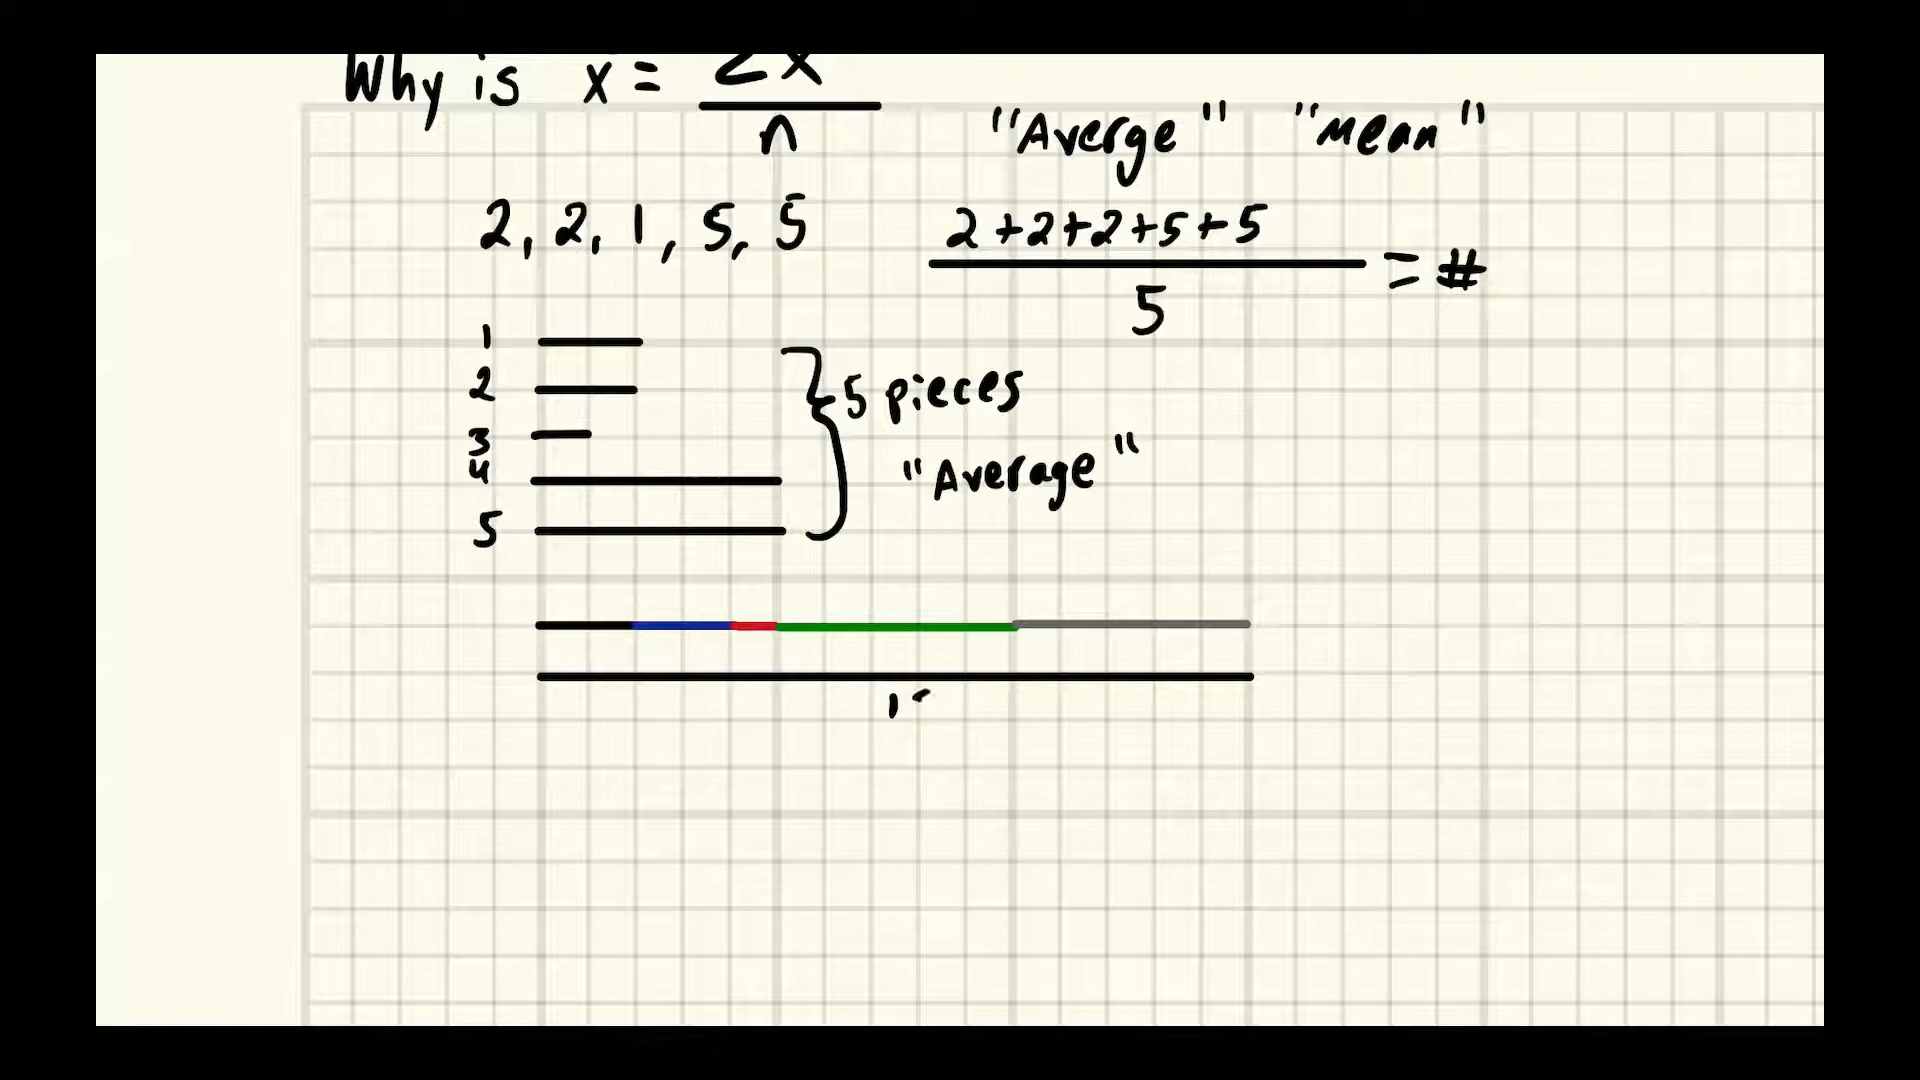 Why is x = Σx
n
"Averge" "Mean"
2, 2, 1, 5, 5
2+2+2+5+5
5
= #
1
2
3
4
5
5 pieces
"Average"